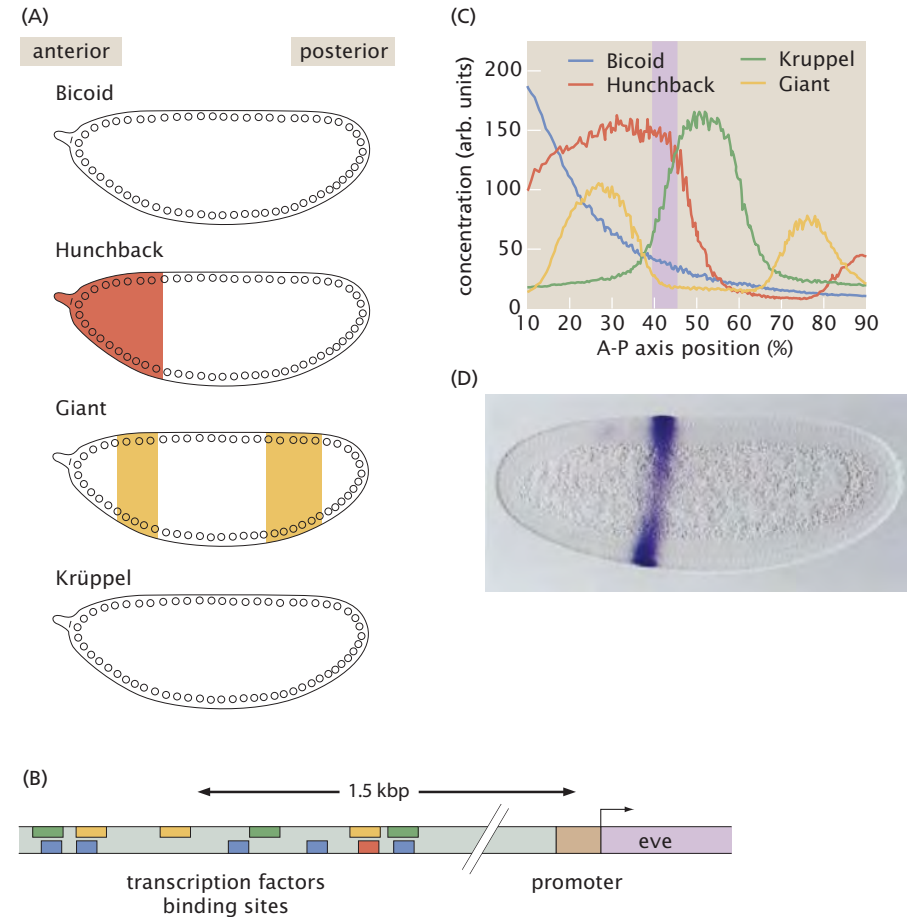 (A)
anterior
posterior
Bicoid
Hunchback
Giant
Krüppel
(C)
concentration (arb. units)
200
150
100
50
0
Bicoid
Hunchback
Kruppel
Giant
10 20 30 40 50 60 70 80 90
A-P axis position (%)
(D)
(B)
1.5 kbp
eve
transcription factors
binding sites
promoter